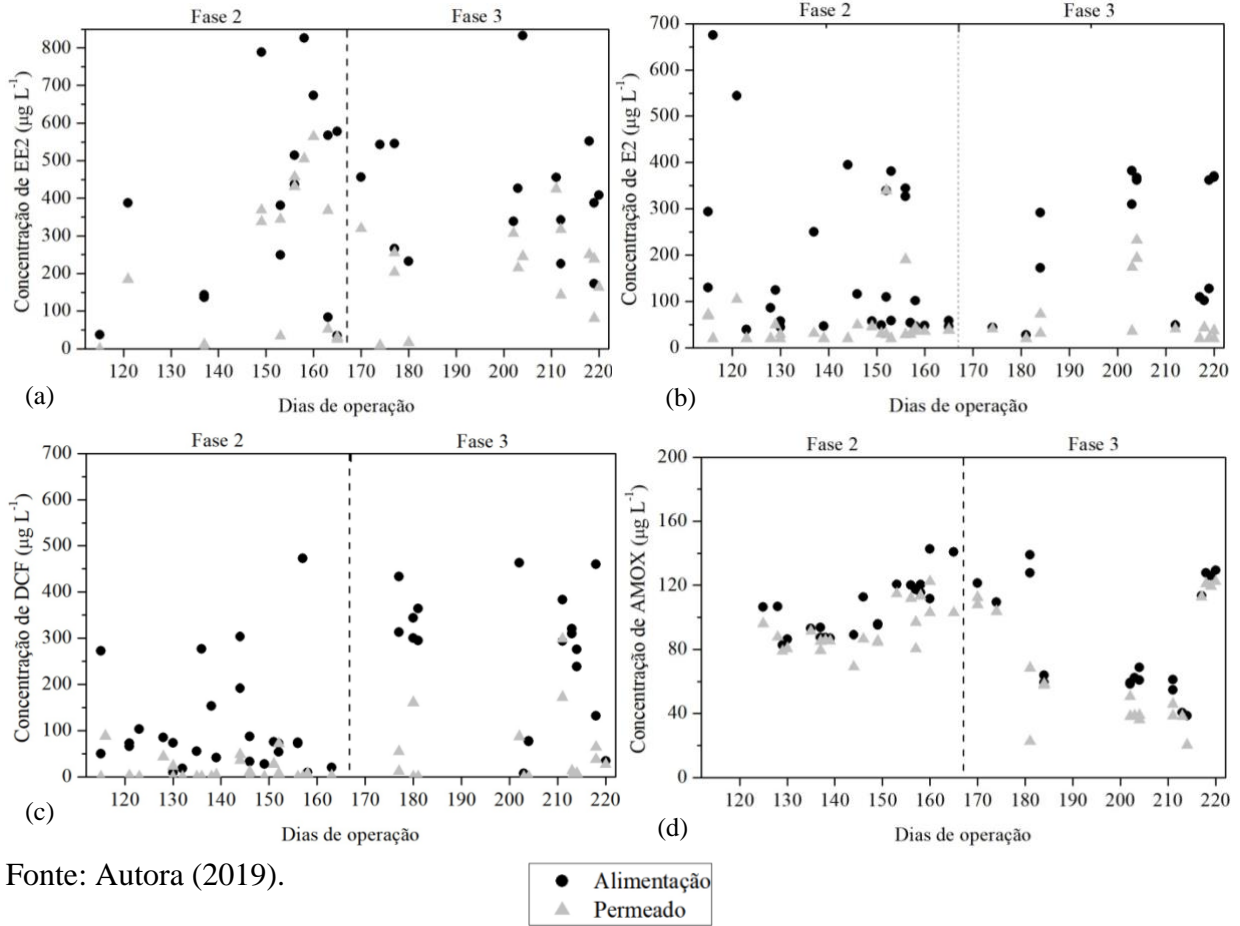 Fase 2
Fase 3
Concentração de EE2 (µg L⁻¹)
850
800
700
600
500
400
300
200
100
0
120 130 140 150 160 170 180 190 200 210 220
Dias de operação
(a)
Fase 2
Fase 3
Concentração de E2 (µg L⁻¹)
700
600
500
400
300
200
100
0
120 130 140 150 160 170 180 190 200 210 220
Dias de operação
(b)
Fase 2
Fase 3
Concentração de DCF (µg L⁻¹)
700
600
500
400
300
200
100
0
120 130 140 150 160 170 180 190 200 210 220
Dias de operação
(c)
Fase 2
Fase 3
Concentração de AMOX (µg L⁻¹)
200
160
120
80
40
0
120 130 140 150 160 170 180 190 200 210 220
Dias de operação
(d)
Fonte: Autora (2019).
Alimentação
Permeado